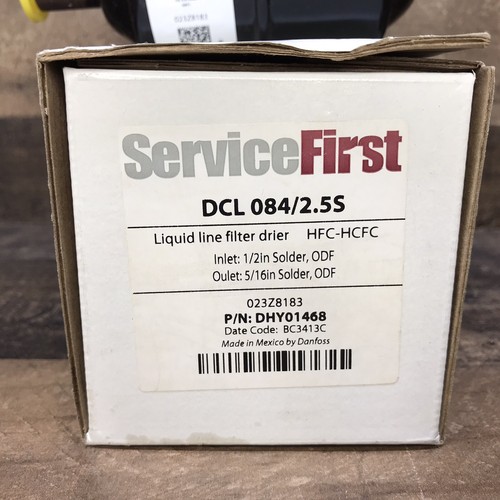 023Z8183
ServiceFirst
DCL 084/2.5S
Liquid line filter drier HFC-HCFC
Inlet: 1/2in Solder, ODF
Oulet: 5/16in Solder, ODF
023Z8183
P/N: DHY01468
Date Code: BC3413C
Made in Mexico by Danfoss